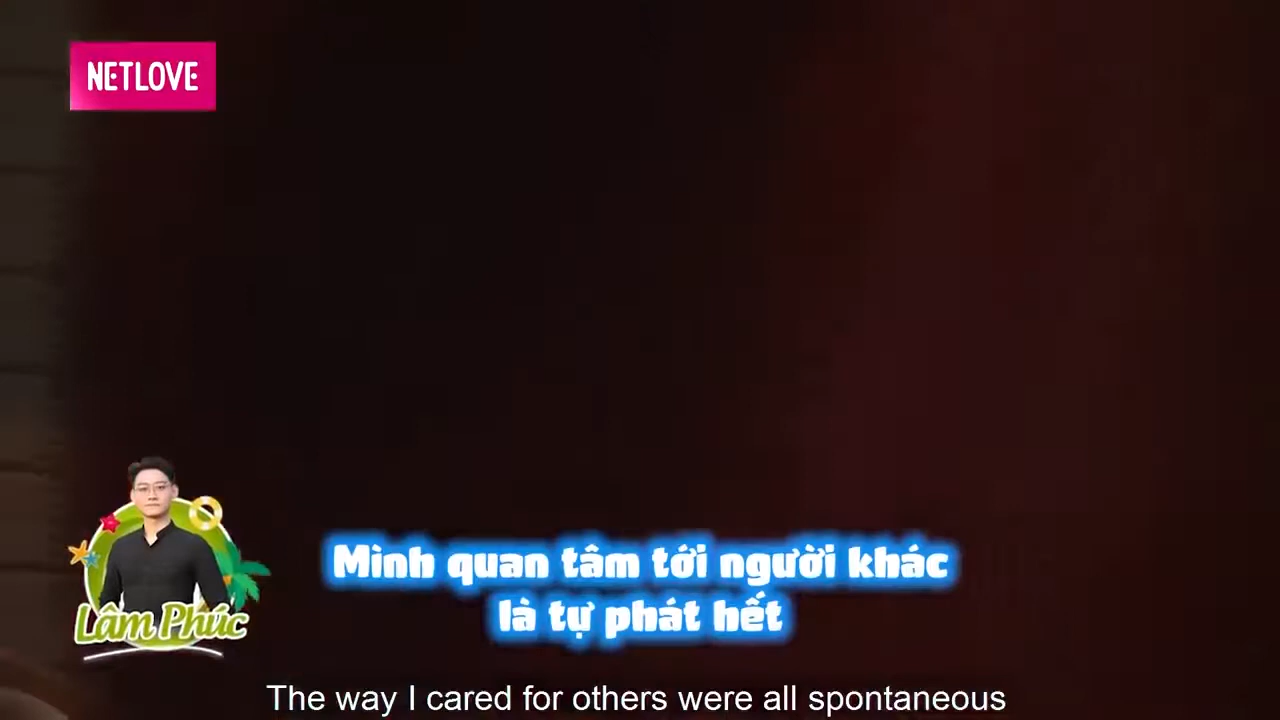 NETLOVE
Mình quan tâm tới người khác
là tự phát hết
Lâm Phúc
The way I cared for others were all spontaneous